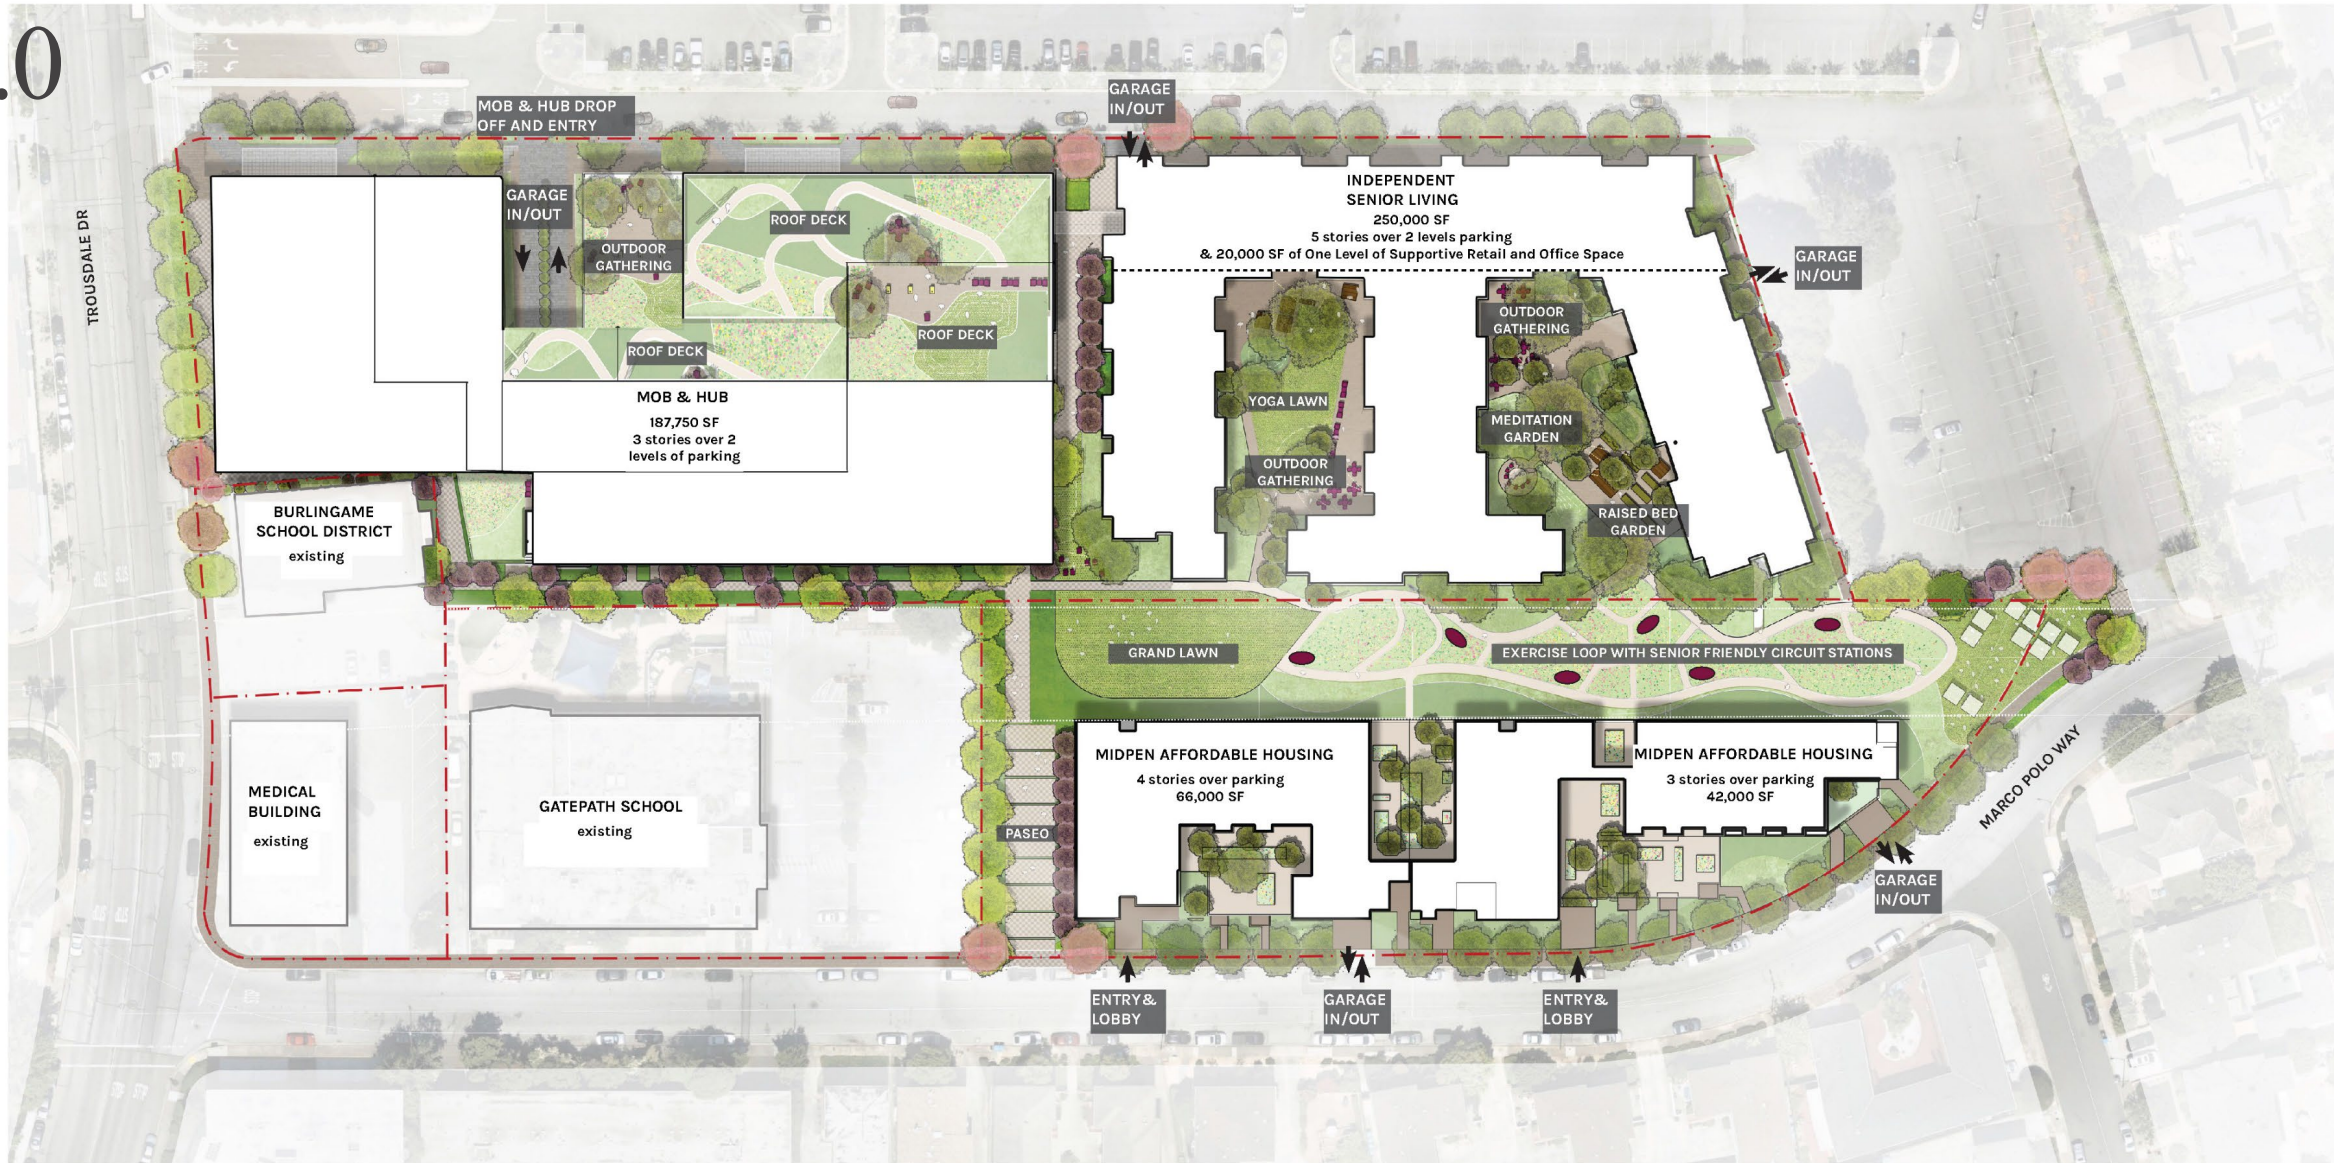 .0
MOB & HUB DROP
OFF AND ENTRY
GARAGE
IN/OUT
GARAGE
IN/OUT
OUTDOOR
GATHERING
ROOF DECK
ROOF DECK
ROOF DECK
INDEPENDENT
SENIOR LIVING
250,000 SF
5 stories over 2 levels parking
& 20,000 SF of One Level of Supportive Retail and Office Space
GARAGE
IN/OUT
TROUSDALE DR
MOB & HUB
187,750 SF
3 stories over 2
levels of parking
YOGA LAWN
OUTDOOR
GATHERING
OUTDOOR
GATHERING
MEDITATION
GARDEN
RAISED BED
GARDEN
BURLINGAME
SCHOOL DISTRICT
existing
GRAND LAWN
EXERCISE LOOP WITH SENIOR FRIENDLY CIRCUIT STATIONS
MEDICAL
BUILDING
existing
GATEPATH SCHOOL
existing
PASEO
MIDPEN AFFORDABLE HOUSING
4 stories over parking
66,000 SF
MIDPEN AFFORDABLE HOUSING
3 stories over parking
42,000 SF
MARCO POLO WAY
GARAGE
IN/OUT
ENTRY&
LOBBY
GARAGE
IN/OUT
ENTRY&
LOBBY